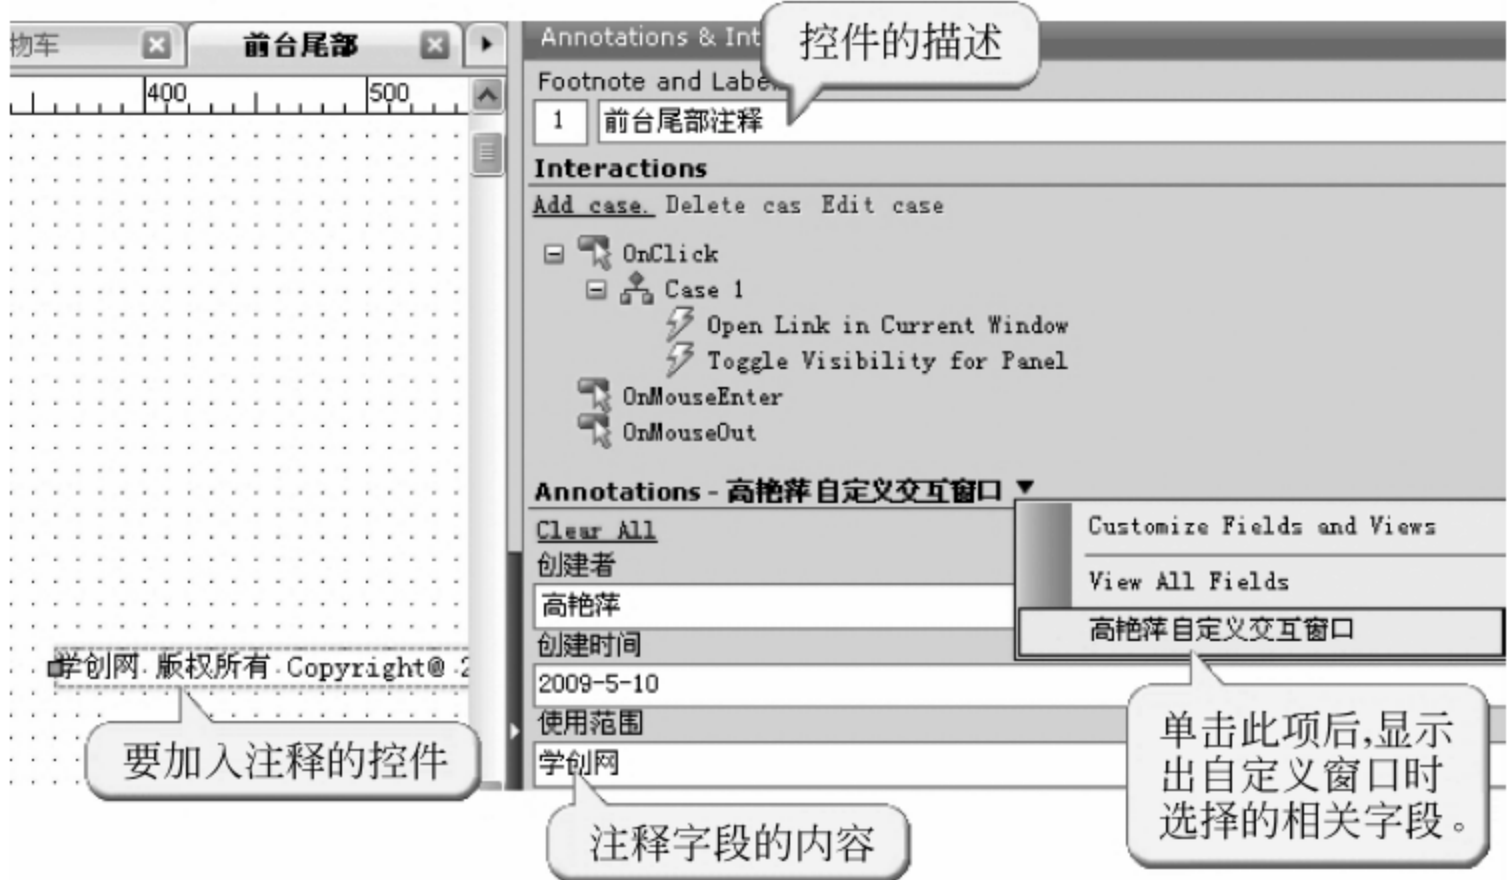 物车
前台尾部
400
500
Annotations & Int
控件的描述
Footnote and Labe
1
前台尾部注释
Interactions
Add case. Delete cas Edit case
OnClick
Case 1
Open Link in Current Window
Toggle Visibility for Panel
OnMouseEnter
OnMouseOut
Annotations - 高艳萍自定义交互窗口
Clear All
Customize Fields and Views
View All Fields
高艳萍自定义交互窗口
创建者
高艳萍
创建时间
2009-5-10
使用范围
学创网
学创网 版权所有 Copyright@ 2
要加入注释的控件
注释字段的内容
单击此项后,显示
出自定义窗口时
选择的相关字段。